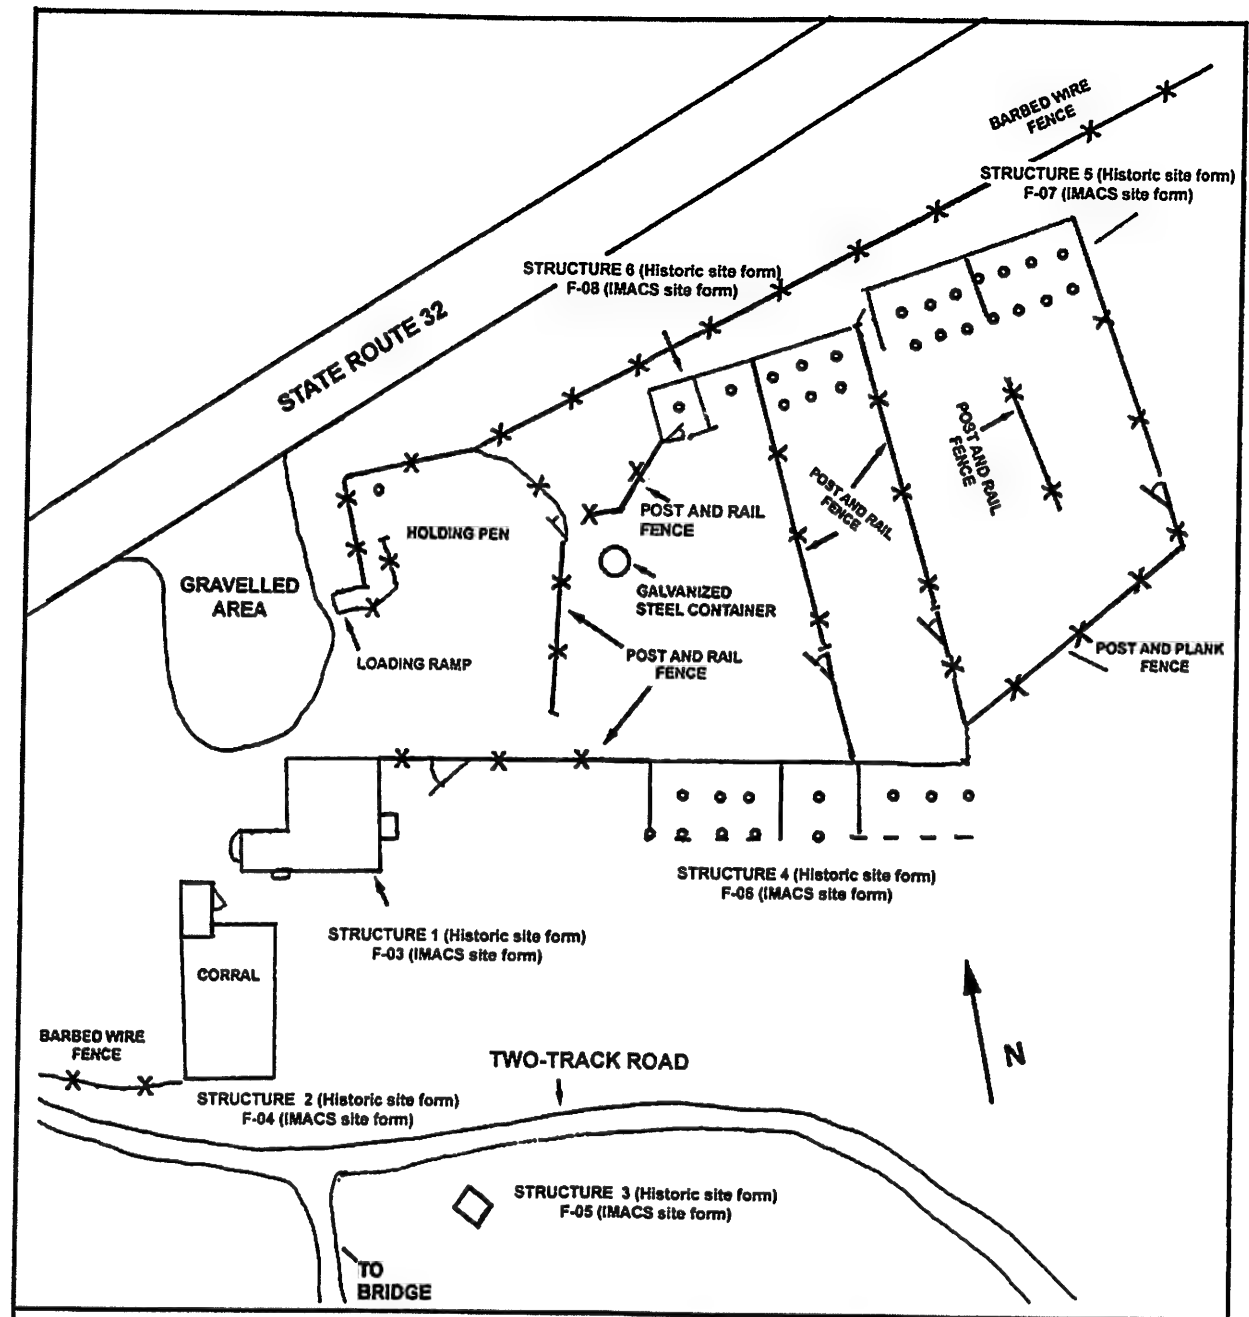 BARBED WIRE
FENCE
STRUCTURE 5 (Historic site form)
F-07 (IMACS site form)
STRUCTURE 6 (Historic site form)
F-08 (IMACS site form)
STATE ROUTE 32
POST AND RAIL
FENCE
POST AND RAIL
FENCE
POST AND RAIL
FENCE
HOLDING PEN
GRAVELLED
AREA
GALVANIZED
STEEL CONTAINER
LOADING RAMP
POST AND RAIL
FENCE
POST AND PLANK
FENCE
STRUCTURE 4 (Historic site form)
F-06 (IMACS site form)
STRUCTURE 1 (Historic site form)
F-03 (IMACS site form)
CORRAL
BARBED WIRE
FENCE
TWO-TRACK ROAD
N
STRUCTURE 2 (Historic site form)
F-04 (IMACS site form)
STRUCTURE 3 (Historic site form)
F-05 (IMACS site form)
TO
BRIDGE